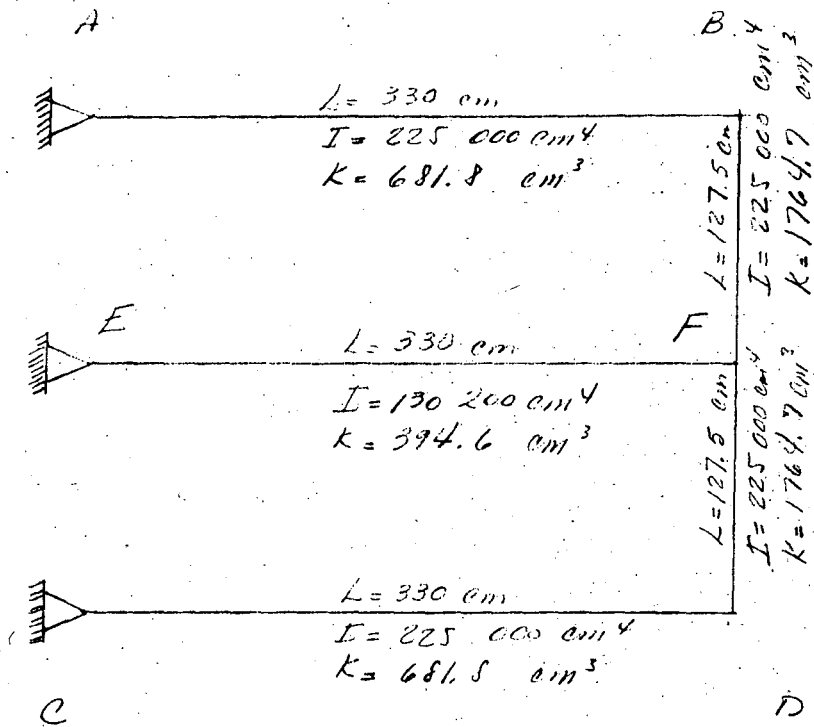 A B
L = 330 cm
I = 225 000 cm⁴
K = 681.8 cm³
L = 127.5 cm
I = 225 000 cm⁴
K = 1764.7 cm³
E F
L = 330 cm
I = 130 200 cm⁴
K = 394.6 cm³
L = 127.5 cm
I = 225 000 cm⁴
K = 1764.7 cm³
L = 330 cm
I = 225 000 cm⁴
K = 681.8 cm³
C D